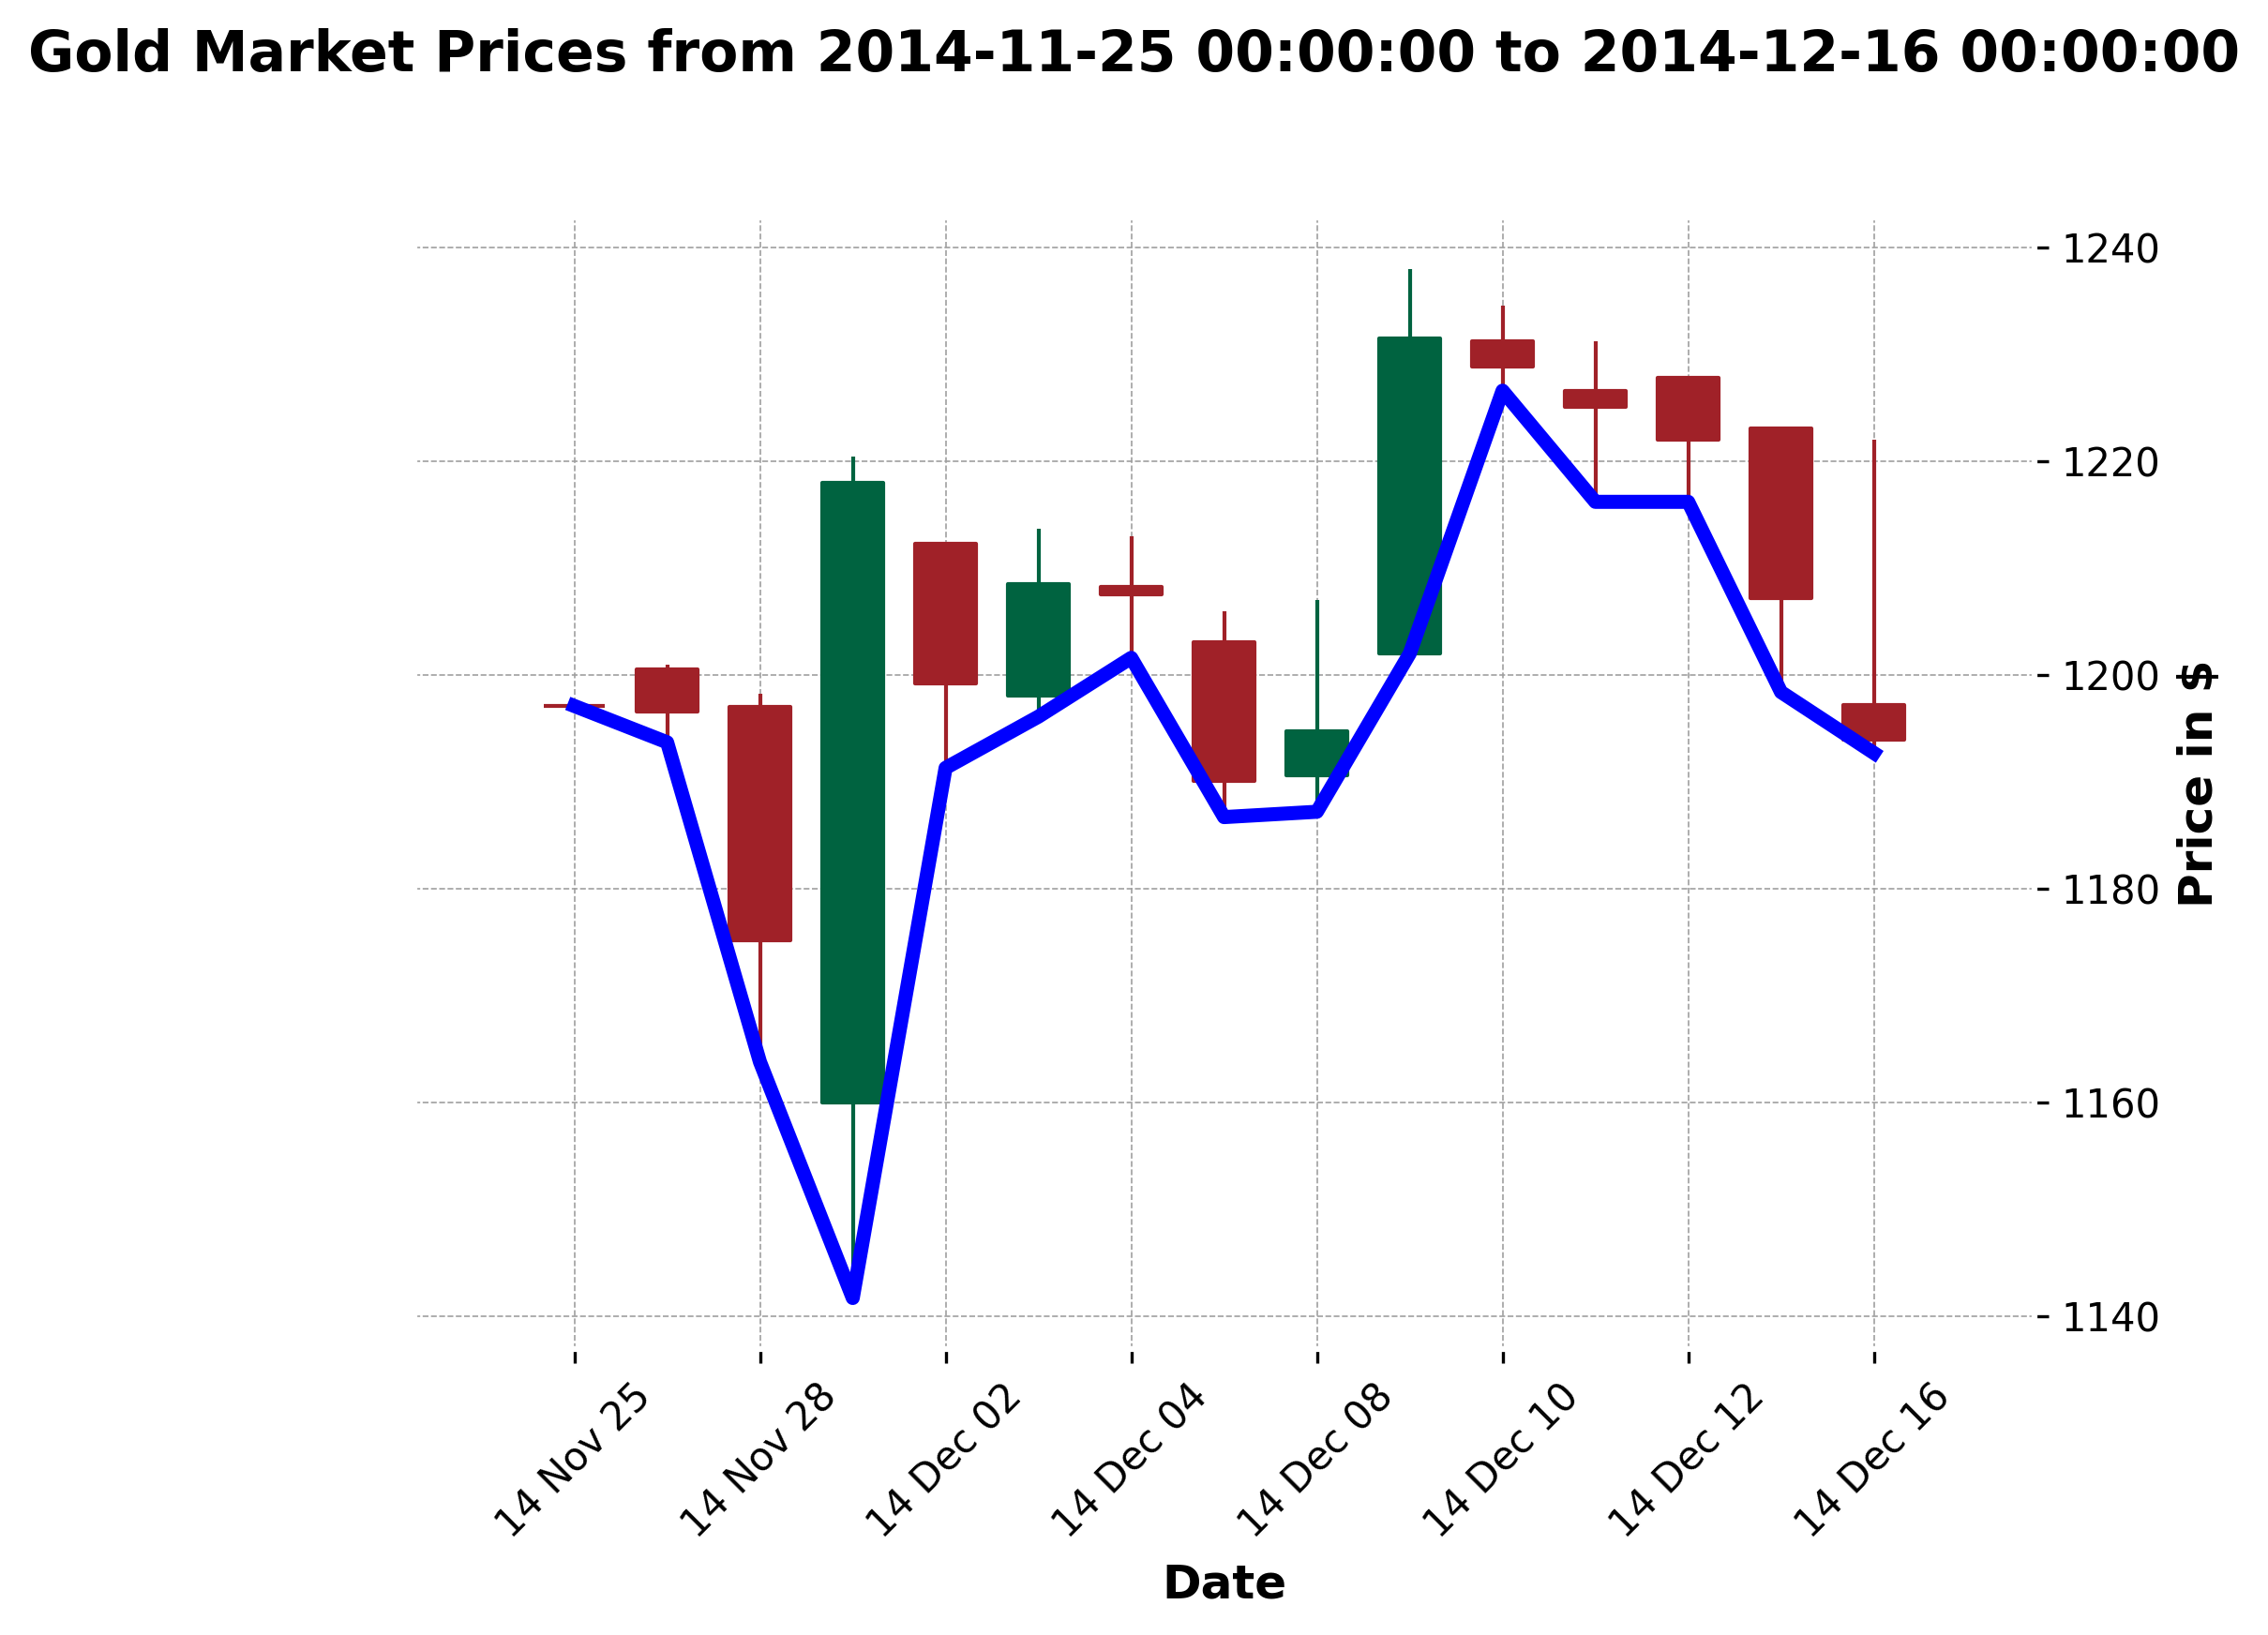 Gold Market Prices from 2014-11-25 00:00:00 to 2014-12-16 00:00:00
1240
1220
1200
1180
1160
1140
Price in $
14 Nov 25
14 Nov 28
14 Dec 02
14 Dec 04
14 Dec 08
14 Dec 10
14 Dec 12
14 Dec 16
Date